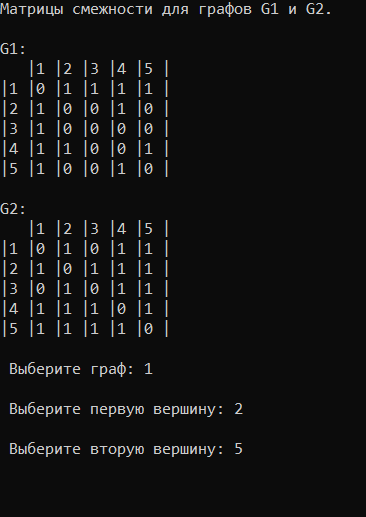 Матрицы смежности для графов G1 и G2.
G1:
|1 |2 |3 |4 |5 |
|1 |0 |1 |1 |1 |1 |
|2 |1 |0 |0 |1 |0 |
|3 |1 |0 |0 |0 |0 |
|4 |1 |1 |0 |0 |1 |
|5 |1 |0 |0 |1 |0 |
G2:
|1 |2 |3 |4 |5 |
|1 |0 |1 |0 |1 |1 |
|2 |1 |0 |1 |1 |1 |
|3 |0 |1 |0 |1 |1 |
|4 |1 |1 |1 |0 |1 |
|5 |1 |1 |1 |1 |0 |
Выберите граф: 1
Выберите первую вершину: 2
Выберите вторую вершину: 5